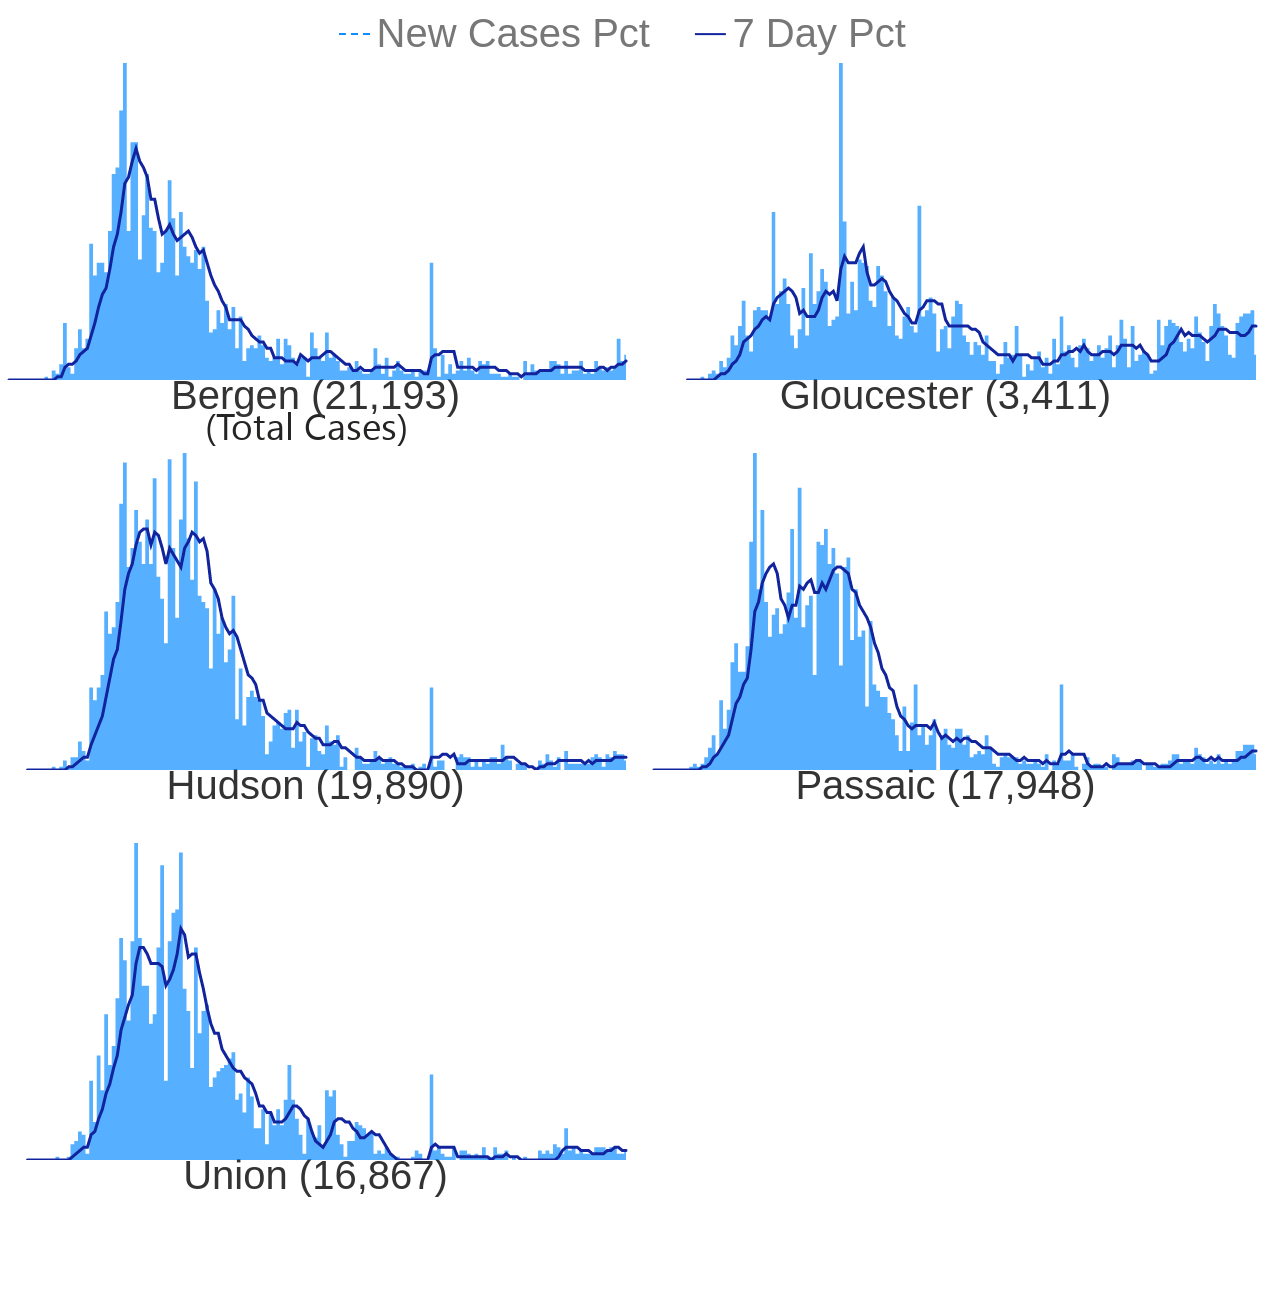 New Cases Pct 7 Day Pct
Bergen (21,193) Gloucester (3,411)
(Total Cases)
Hudson (19,890) Passaic (17,948)
Union (16,867)